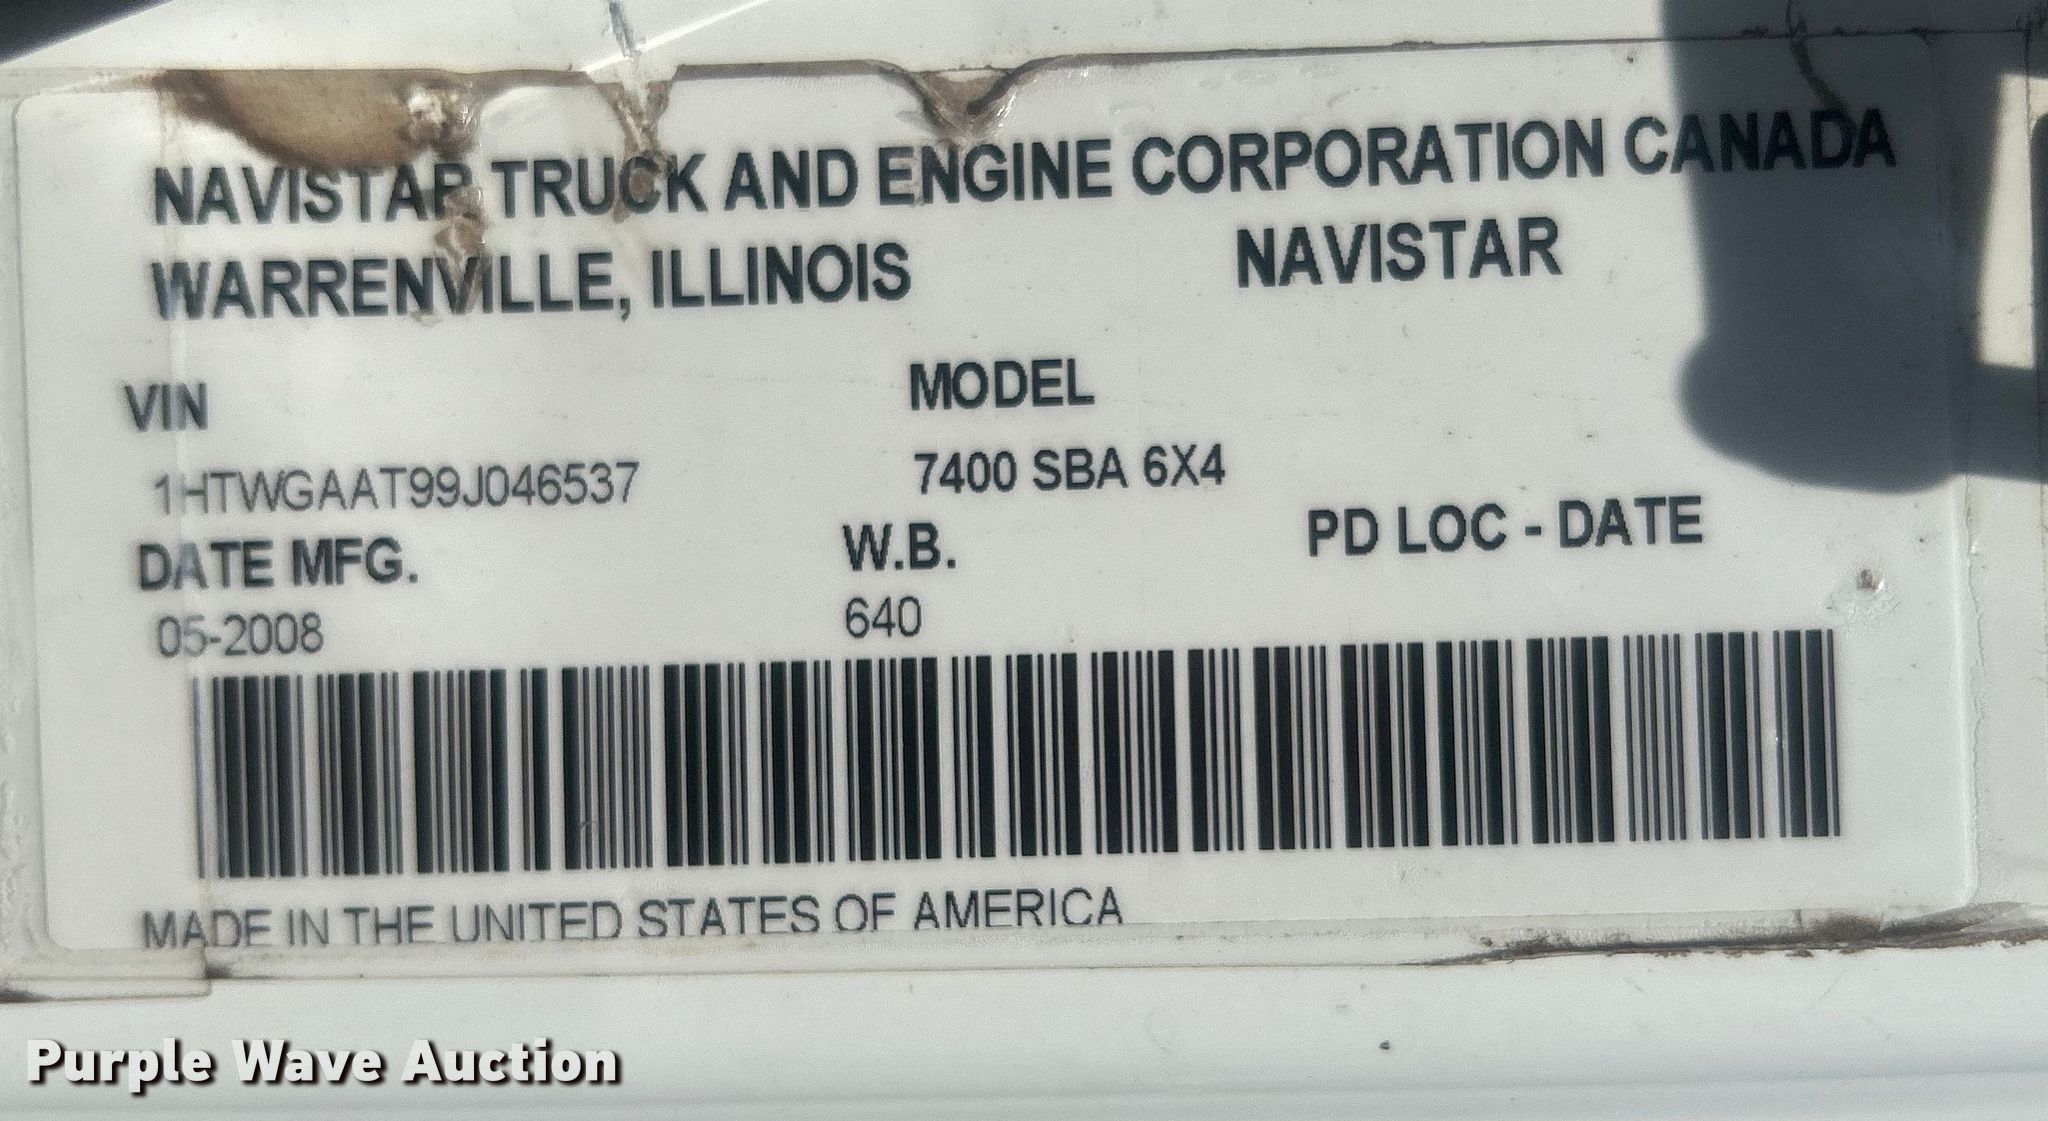 NAVISTAR TRUCK AND ENGINE CORPORATION CANADA
WARRENVILLE, ILLINOIS NAVISTAR
VIN MODEL
1HTWGAAT99J046537 7400 SBA 6X4
DATE MFG. W.B. PD LOC - DATE
05-2008 640
MADE IN THE UNITED STATES OF AMERICA
Purple Wave Auction